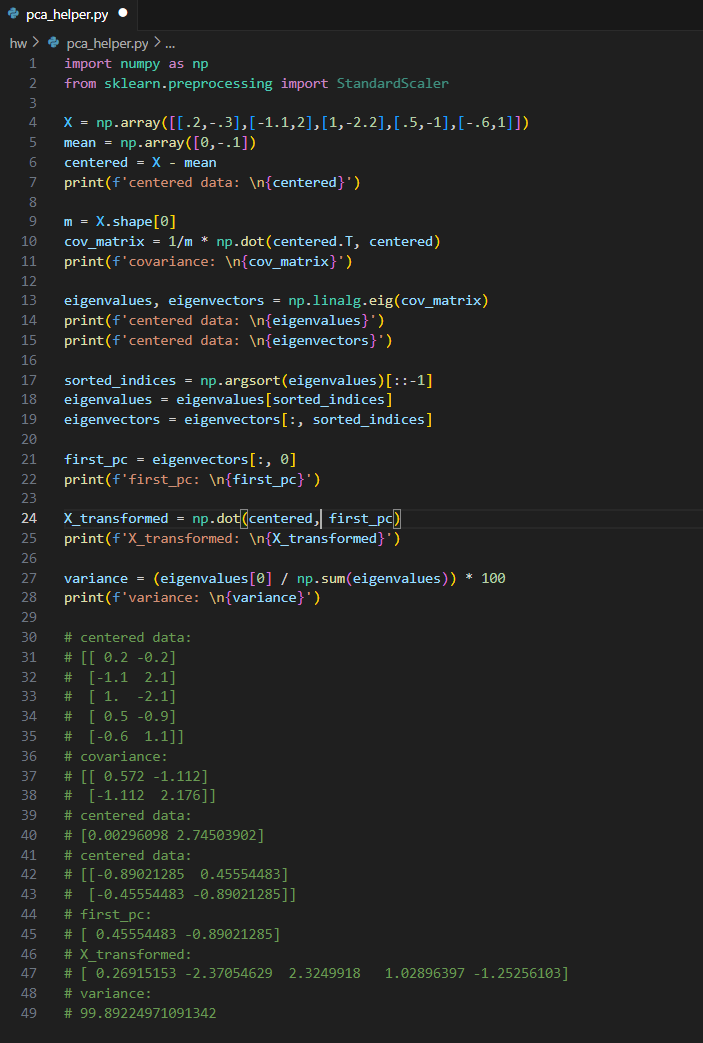 pca_helper.py ●
hw > pca_helper.py > ...
1 import numpy as np
2 from sklearn.preprocessing import StandardScaler
3
4 X = np.array([[.2,-.3],[-1.1,2],[1,-2.2],[.5,-1],[-.6,1]])
5 mean = np.array([0,-.1])
6 centered = X - mean
7 print(f'centered data: \n{centered}')
8
9 m = X.shape[0]
10 cov_matrix = 1/m * np.dot(centered.T, centered)
11 print(f'covariance: \n{cov_matrix}')
12
13 eigenvalues, eigenvectors = np.linalg.eig(cov_matrix)
14 print(f'centered data: \n{eigenvalues}')
15 print(f'centered data: \n{eigenvectors}')
16
17 sorted_indices = np.argsort(eigenvalues)[::-1]
18 eigenvalues = eigenvalues[sorted_indices]
19 eigenvectors = eigenvectors[:, sorted_indices]
20
21 first_pc = eigenvectors[:, 0]
22 print(f'first_pc: \n{first_pc}')
23
24 X_transformed = np.dot(centered, first_pc)
25 print(f'X_transformed: \n{X_transformed}')
26
27 variance = (eigenvalues[0] / np.sum(eigenvalues)) * 100
28 print(f'variance: \n{variance}')
29
30 # centered data:
31 # [[ 0.2 -0.2]
32 #  [-1.1  2.1]
33 #  [ 1.  -2.1]
34 #  [ 0.5 -0.9]
35 #  [-0.6  1.1]]
36 # covariance:
37 # [[ 0.572 -1.112]
38 #  [-1.112  2.176]]
39 # centered data:
40 # [0.00296098 2.74503902]
41 # centered data:
42 # [[-0.89021285  0.45554483]
43 #  [-0.45554483 -0.89021285]]
44 # first_pc:
45 # [ 0.45554483 -0.89021285]
46 # X_transformed:
47 # [ 0.26915153 -2.37054629  2.3249918   1.02896397 -1.25256103]
48 # variance:
49 # 99.89224971091342